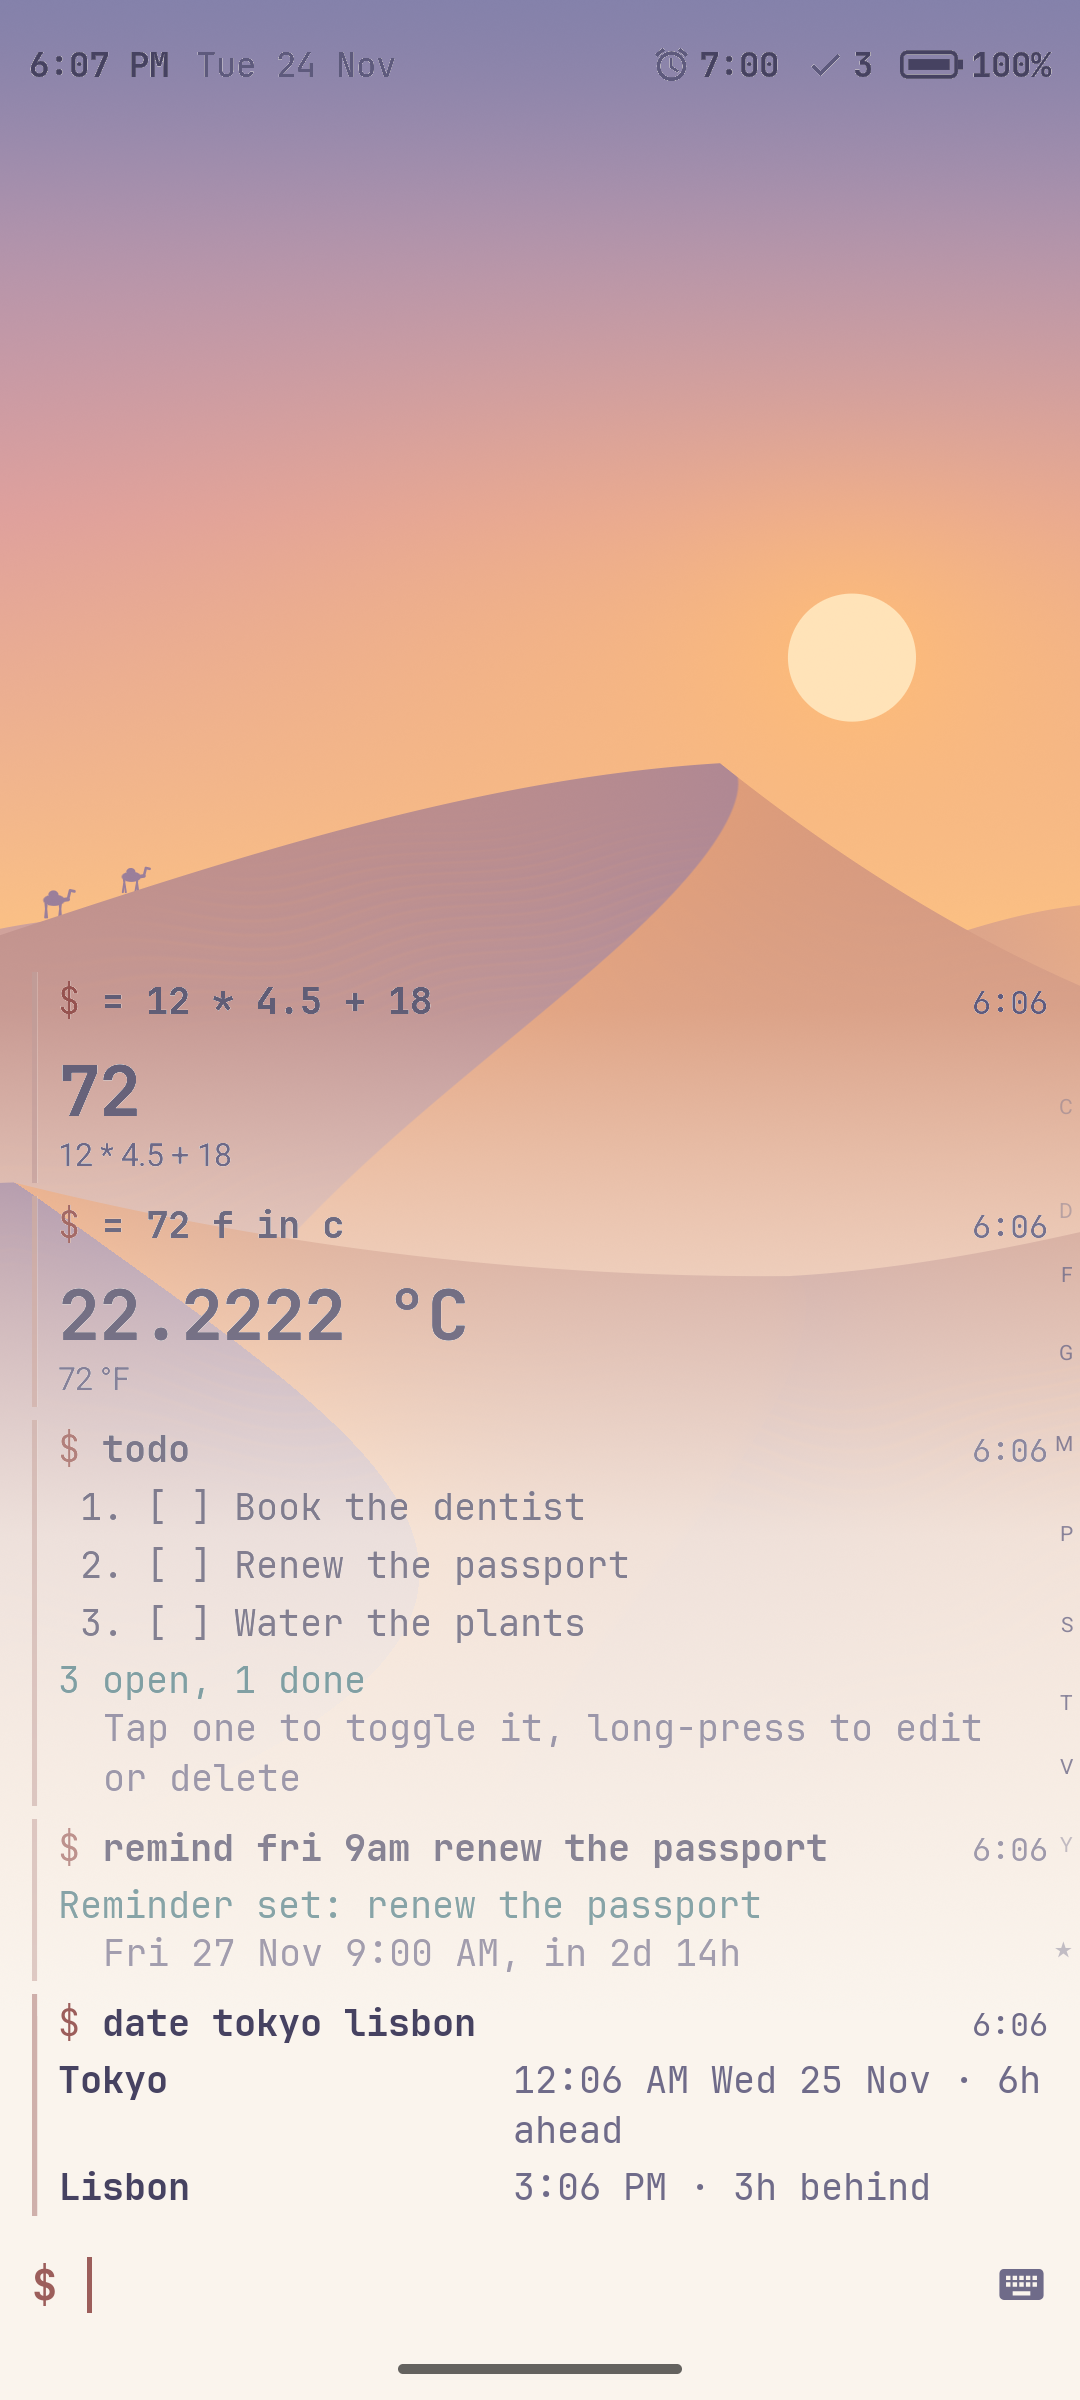 6:07 PM Tue 24 Nov 7:00 3 100%
$ = 12 * 4.5 + 18 6:06
72
12 * 4.5 + 18
C
$ = 72 f in c 6:06
D
F
22.2222 °C
G
72 °F
$ todo 6:06
M
1. [ ] Book the dentist
P
2. [ ] Renew the passport
3. [ ] Water the plants
S
3 open, 1 done
T
Tap one to toggle it, long-press to edit
V
or delete
$ remind fri 9am renew the passport 6:06
Y
Reminder set: renew the passport
Fri 27 Nov 9:00 AM, in 2d 14h
★
$ date tokyo lisbon 6:06
Tokyo 12:06 AM Wed 25 Nov · 6h
ahead
Lisbon 3:06 PM · 3h behind
$